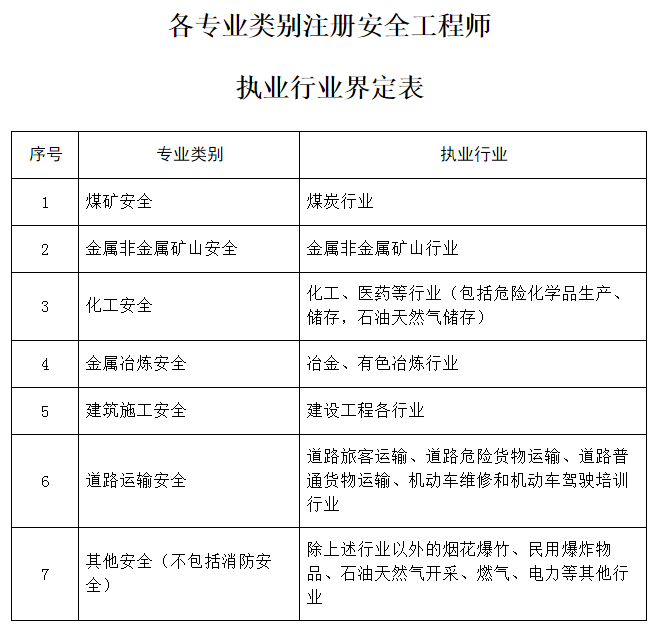 各专业类别注册安全工程师
执业行业界定表
序号 专业类别 执业行业
1 煤矿安全 煤炭行业
2 金属非金属矿山安全 金属非金属矿山行业
3 化工安全 化工、医药等行业（包括危险化学品生产、
储存，石油天然气储存）
4 金属冶炼安全 冶金、有色冶炼行业
5 建筑施工安全 建设工程各行业
6 道路运输安全 道路旅客运输、道路危险货物运输、道路普
通货物运输、机动车维修和机动车驾驶培训
行业
7 其他安全（不包括消防安
全） 除上述行业以外的烟花爆竹、民用爆炸物
品、石油天然气开采、燃气、电力等其他行
业